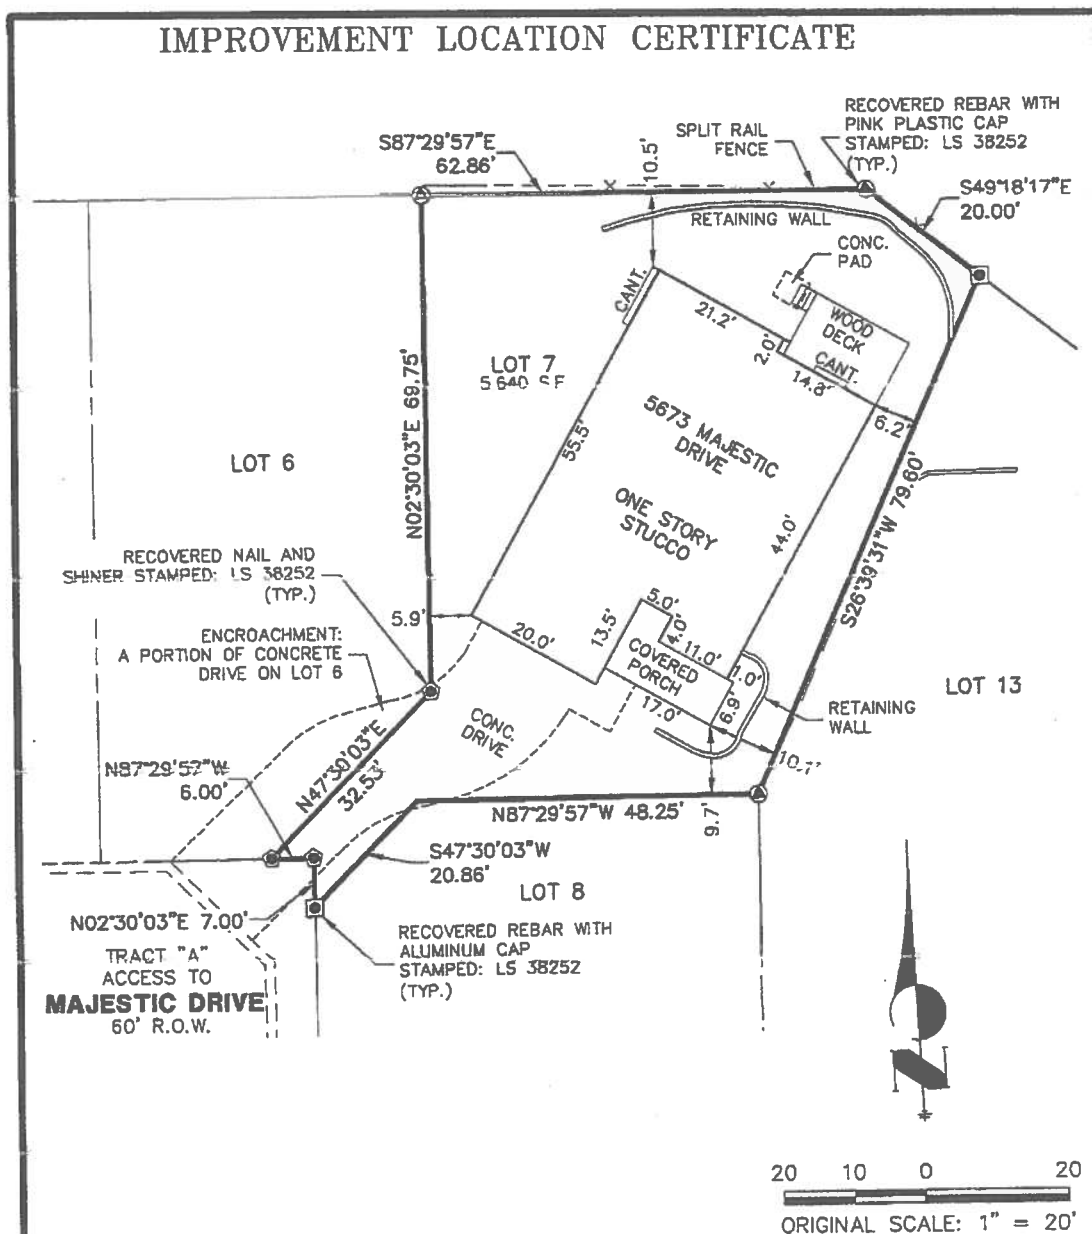 IMPROVEMENT LOCATION CERTIFICATE
RECOVERED REBAR WITH
PINK PLASTIC CAP
STAMPED: LS 38252
(TYP.)
SPLIT RAIL
FENCE
S87°29'57"E
62.86'
10.5'
S49°18'17"E
20.00'
RETAINING WALL
CONC.
PAD
CANT.
21.2'
2.0'
WOOD
DECK
CANT.
14.8'
LOT 7
5640 SF
N02°30'03"E 69.75'
55.5'
5673 MAJESTIC
DRIVE
6.2'
LOT 6
ONE STORY
STUCCO
44.0'
S26°39'31"W 79.60'
RECOVERED NAIL AND
SHINER STAMPED: LS 38252
(TYP.)
5.9'
20.0'
13.5'
5.0'
4.0'
11.0'
1.0'
COVERED
PORCH
17.0'
6.9'
ENCROACHMENT:
A PORTION OF CONCRETE
DRIVE ON LOT 6
LOT 13
RETAINING
WALL
CONC.
DRIVE
10.1'
N87°29'57"W
6.00'
N47°30'03"E
32.53'
N87°29'57"W 48.25'
9.7'
S47°30'03"W
20.86'
LOT 8
N02°30'03"E 7.00'
TRACT "A"
ACCESS TO
MAJESTIC DRIVE
60' R.O.W.
RECOVERED REBAR WITH
ALUMINUM CAP
STAMPED: LS 38252
(TYP.)
N
20 10 0 20
ORIGINAL SCALE: 1" = 20'